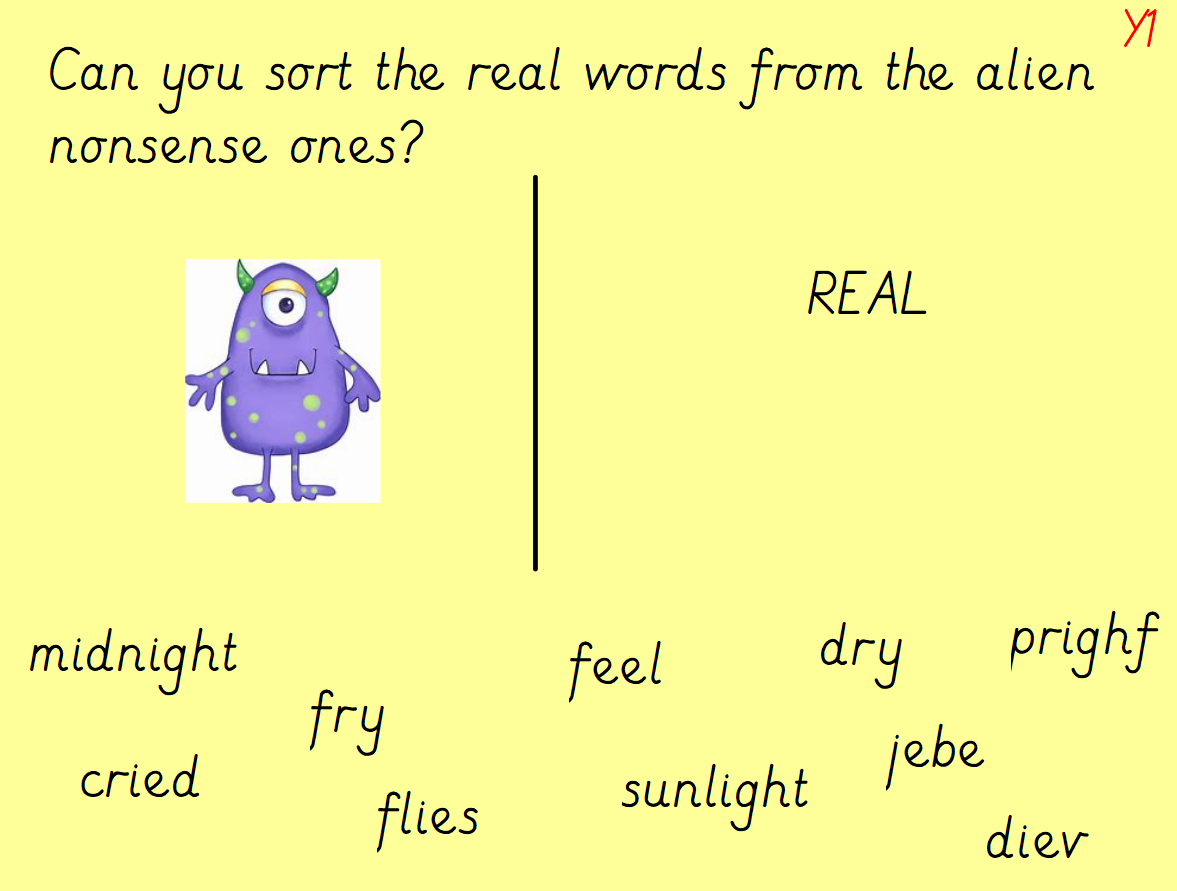 Y1
Can you sort the real words from the alien
nonsense ones?
REAL
midnight
feel
dry
prighf
fry
jebe
cried
sunlight
flies
diev